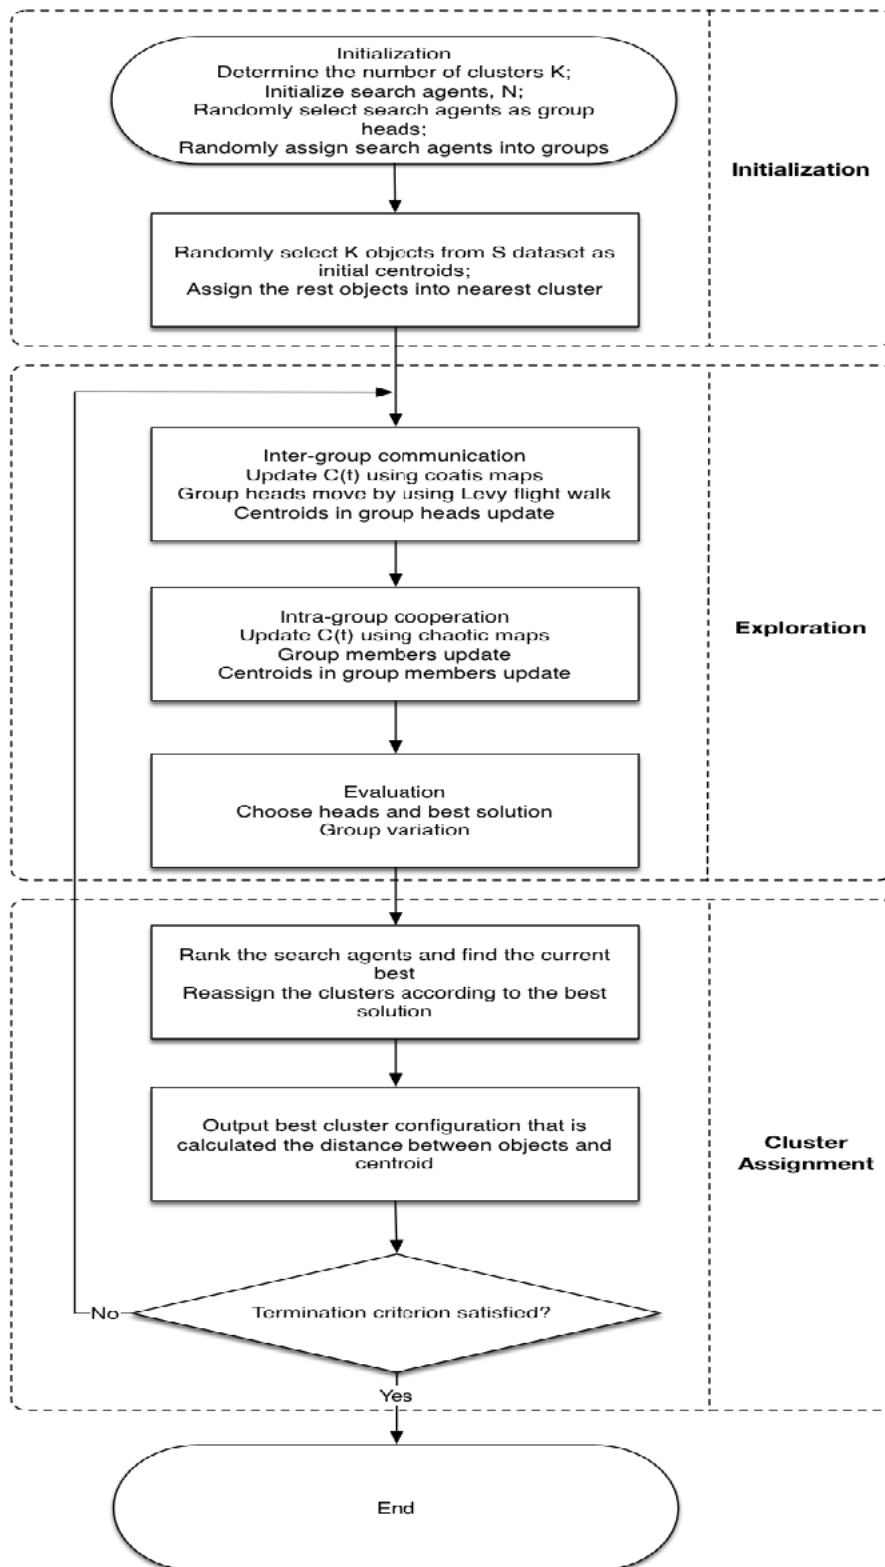 Initialization
Determine the number of clusters K;
Initialize search agents, N;
Randomly select search agents as group
heads;
Randomly assign search agents into groups
Initialization
Randomly select K objects from S dataset as
initial centroids;
Assign the rest objects into nearest cluster
Inter-group communication
Update C(t) using coatis maps
Group heads move by using Levy flight walk
Centroids in group heads update
Intra-group cooperation
Update C(t) using chaotic maps
Group members update
Centroids in group members update
Exploration
Evaluation
Choose heads and best solution
Group variation
Rank the search agents and find the current
best
Reassign the clusters according to the best
solution
Output best cluster configuration that is
calculated the distance between objects and
centroid
Cluster
Assignment
Termination criterion satisfied?
No
Yes
End